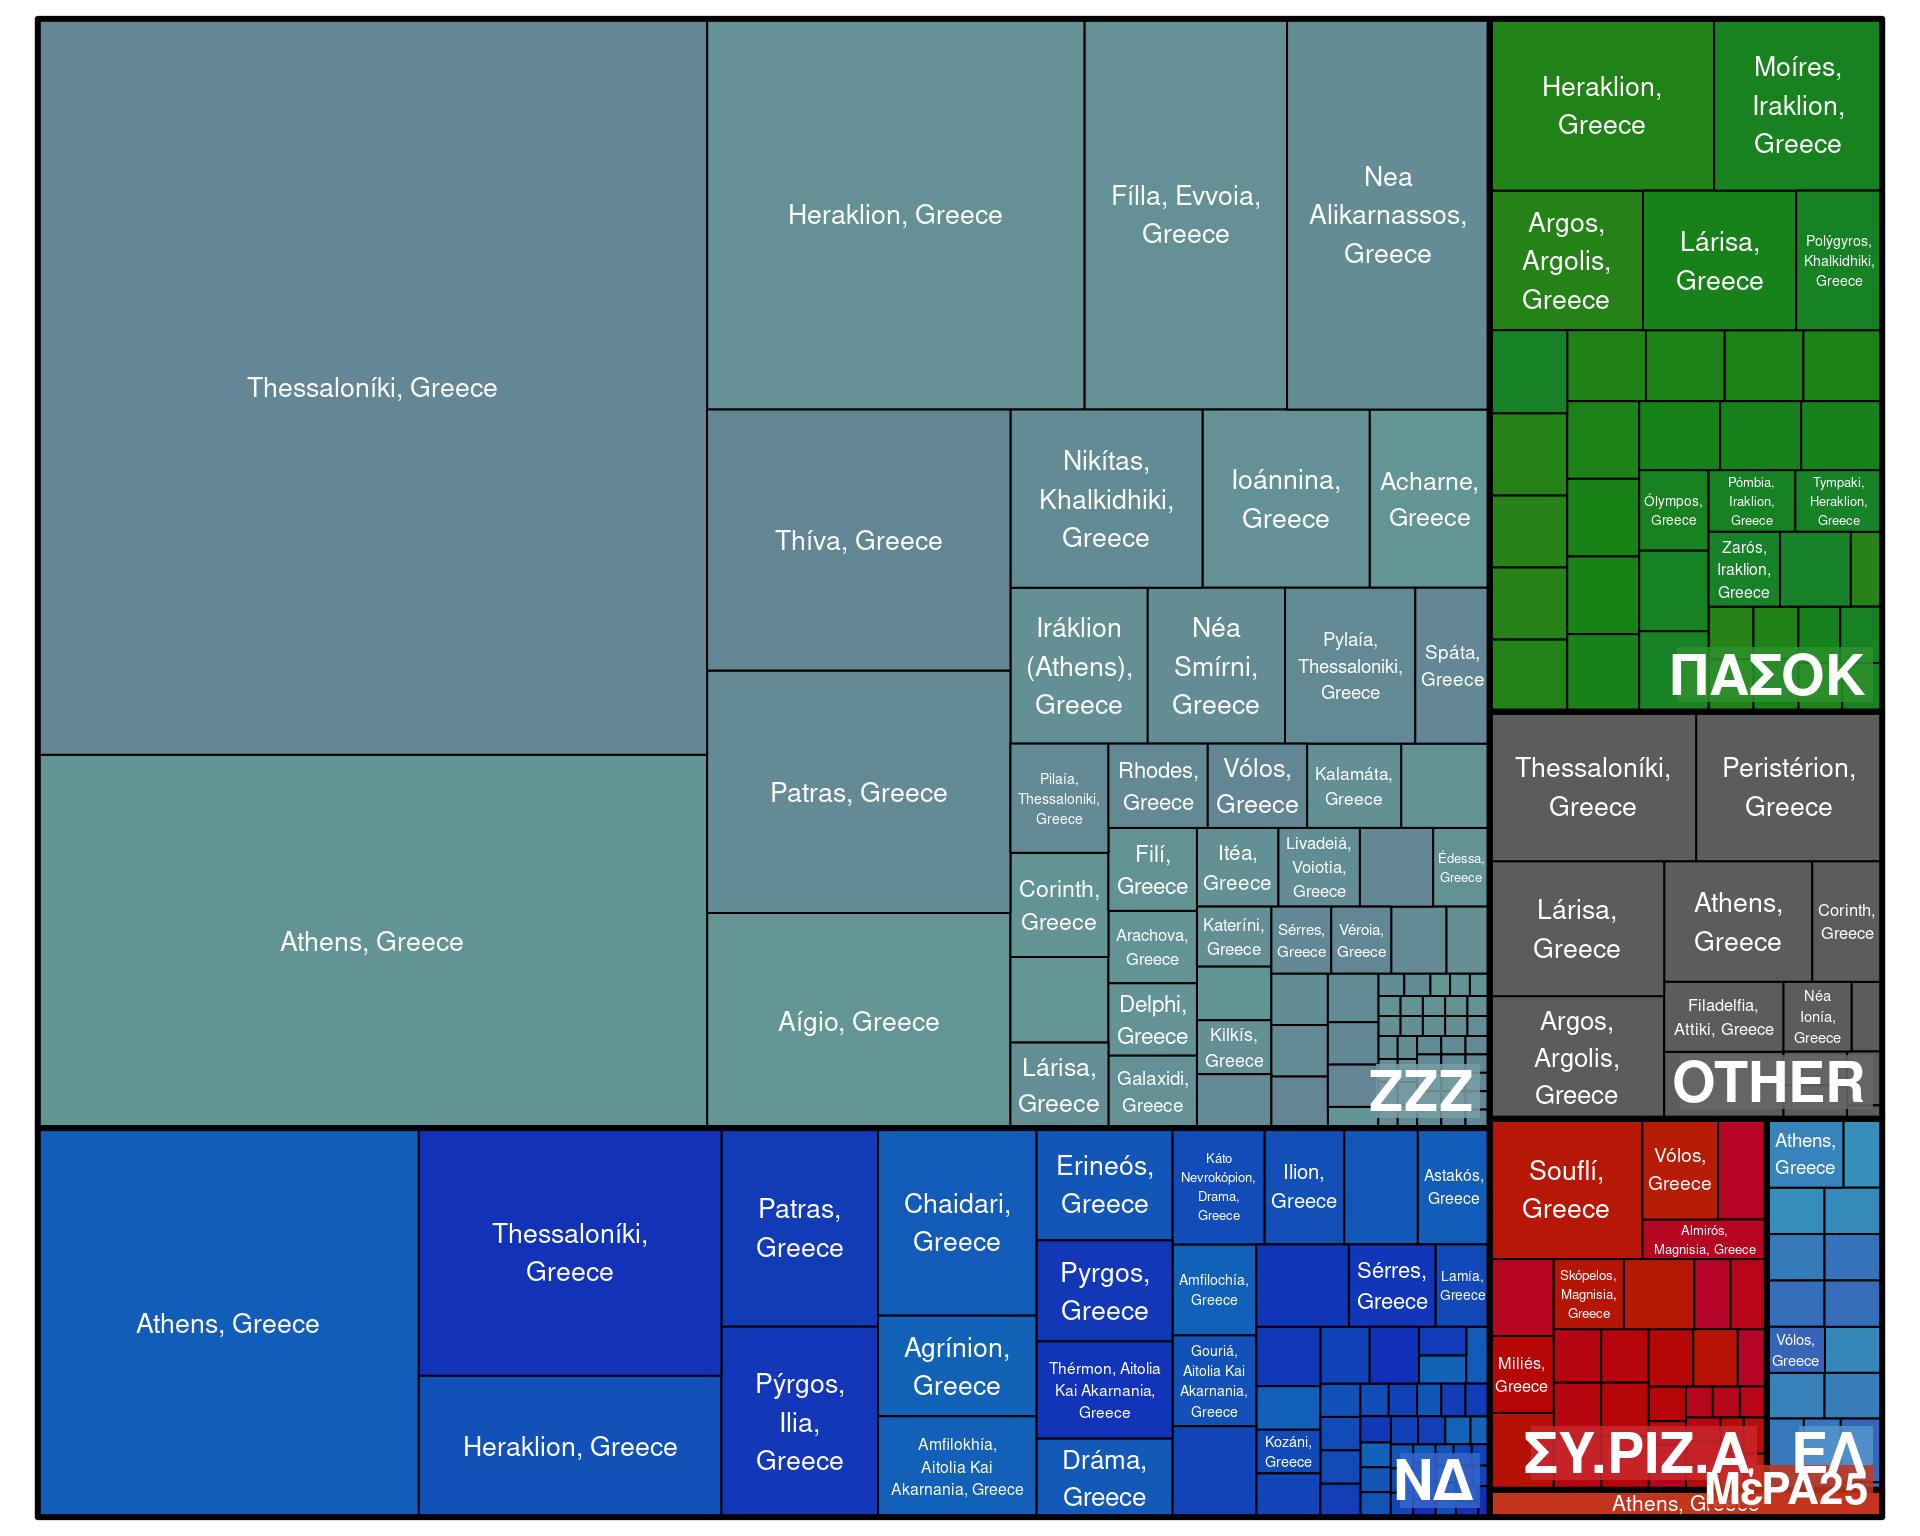 Thessaloníki, Greece
Athens, Greece
Heraklion, Greece
Fílla, Evvoia,
Greece
Nea
Alikarnassos,
Greece
Thíva, Greece
Patras, Greece
Aígio, Greece
Nikítas,
Khalkidhiki,
Greece
Ioánnina,
Greece
Acharne,
Greece
Iráklion
(Athens),
Greece
Néa
Smírni,
Greece
Pylaía,
Thessaloniki,
Greece
Spáta,
Greece
Pilaía,
Thessaloniki,
Greece
Rhodes,
Greece
Vólos,
Greece
Kalamáta,
Greece
Corinth,
Greece
Filí,
Greece
Itéa,
Greece
Livadeiá,
Voiotia,
Greece
Édessa,
Greece
Arachova,
Greece
Kateríni,
Greece
Sérres,
Greece
Véroia,
Greece
Delphi,
Greece
Kilkís,
Greece
Lárisa,
Greece
Galaxidi,
Greece
ZZZ
Athens, Greece
Thessaloníki,
Greece
Heraklion, Greece
Patras,
Greece
Pýrgos,
Ilia,
Greece
Chaidari,
Greece
Agrínion,
Greece
Amfilokhía,
Aitolia Kai
Akarnania, Greece
Erineós,
Greece
Pyrgos,
Greece
Thérmon, Aitolia
Kai Akarnania,
Greece
Dráma,
Greece
Káto
Nevrokópion,
Drama,
Greece
Ilion,
Greece
Astakós,
Greece
Amfilochía,
Greece
Sérres,
Greece
Lamía,
Greece
Gouriá,
Aitolia Kai
Akarnania,
Greece
Kozáni,
Greece
ΝΔ
Heraklion,
Greece
Moíres,
Iraklion,
Greece
Argos,
Argolis,
Greece
Lárisa,
Greece
Polýgyros,
Khalkidhiki,
Greece
Ólympos,
Greece
Pómbia,
Iraklion,
Greece
Tympaki,
Heraklion,
Greece
Zarós,
Iraklion,
Greece
ΠΑΣΟΚ
Thessaloníki,
Greece
Peristérion,
Greece
Lárisa,
Greece
Athens,
Greece
Corinth,
Greece
Argos,
Argolis,
Greece
Filadelfia,
Attiki, Greece
Néa
Ionía,
Greece
OTHER
Souflí,
Greece
Vólos,
Greece
Almirós,
Magnisia, Greece
Skópelos,
Magnisia,
Greece
Miliés,
Greece
ΣΥ.ΡΙΖ.Α,
Athens,
Greece
Vólos,
Greece
ΕΛ
Athens, Greece
ΜέΡΑ25